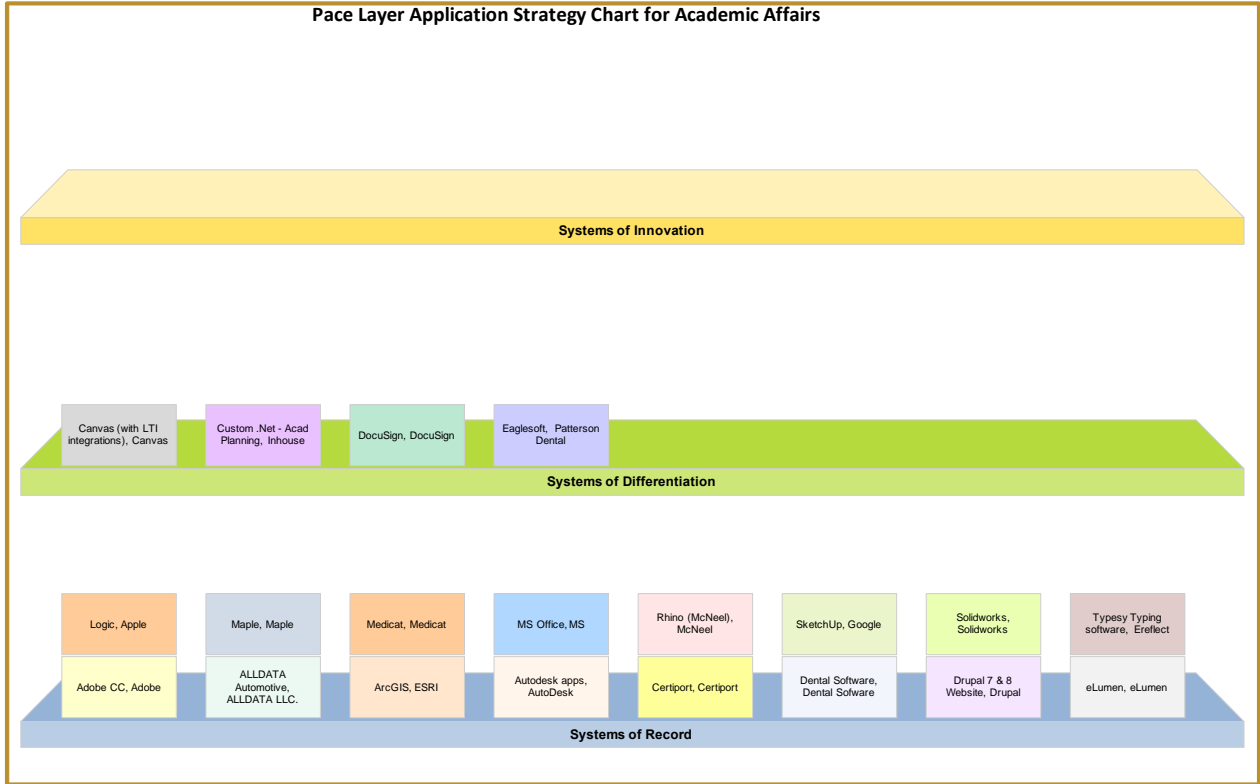 Pace Layer Application Strategy Chart for Academic Affairs
Systems of Innovation
Canvas (with LTI
integrations), Canvas
Custom .Net - Acad
Planning, Inhouse
DocuSign, DocuSign
Eaglesoft, Patterson
Dental
Systems of Differentiation
Logic, Apple
Maple, Maple
Medicat, Medicat
MS Office, MS
Rhino (McNeel),
McNeel
SketchUp, Google
Solidworks,
Solidworks
Typesy Typing
software, Ereflect
Adobe CC, Adobe
ALLDATA
Automotive,
ALLDATA LLC.
ArcGIS, ESRI
Autodesk apps,
AutoDesk
Certiport, Certiport
Dental Software,
Dental Sofware
Drupal 7 & 8
Website, Drupal
eLumen, eLumen
Systems of Record